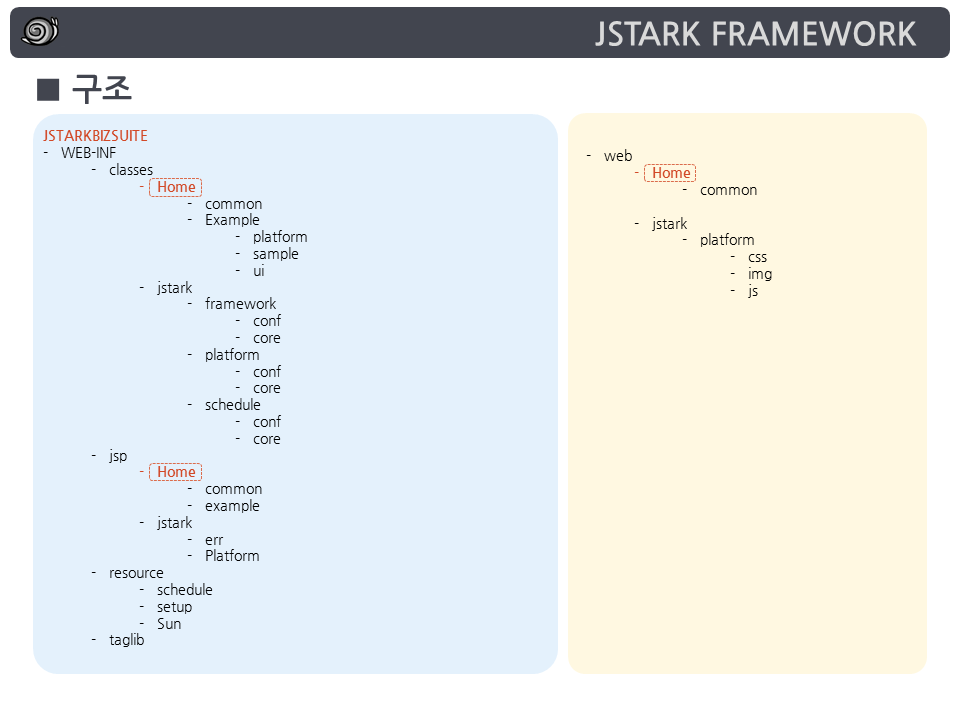 JSTARK FRAMEWORK
■ 구조
JSTARKBIZSUITE
- WEB-INF
- classes
- Home
- common
- Example
- platform
- sample
- ui
- jstark
- framework
- conf
- core
- platform
- conf
- core
- schedule
- conf
- core
- jsp
- Home
- common
- example
- jstark
- err
- Platform
- resource
- schedule
- setup
- Sun
- taglib
- web
- Home
- common
- jstark
- platform
- css
- img
- js